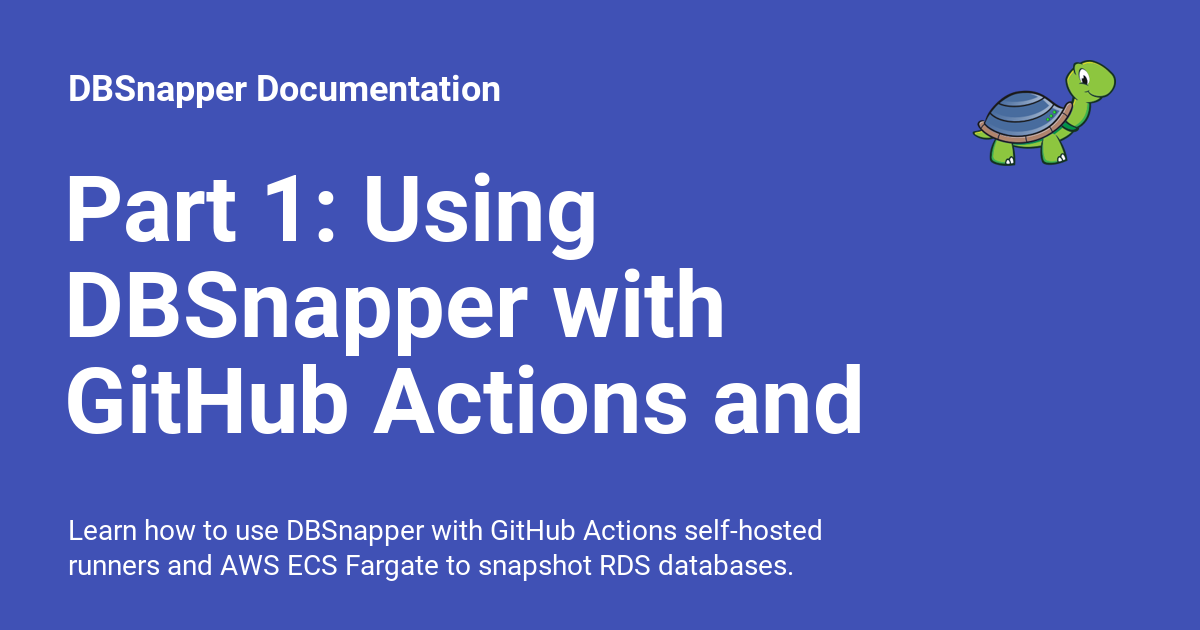 DBSnapper Documentation
Part 1: Using
DBSnapper with
GitHub Actions and
Learn how to use DBSnapper with GitHub Actions self-hosted
runners and AWS ECS Fargate to snapshot RDS databases.